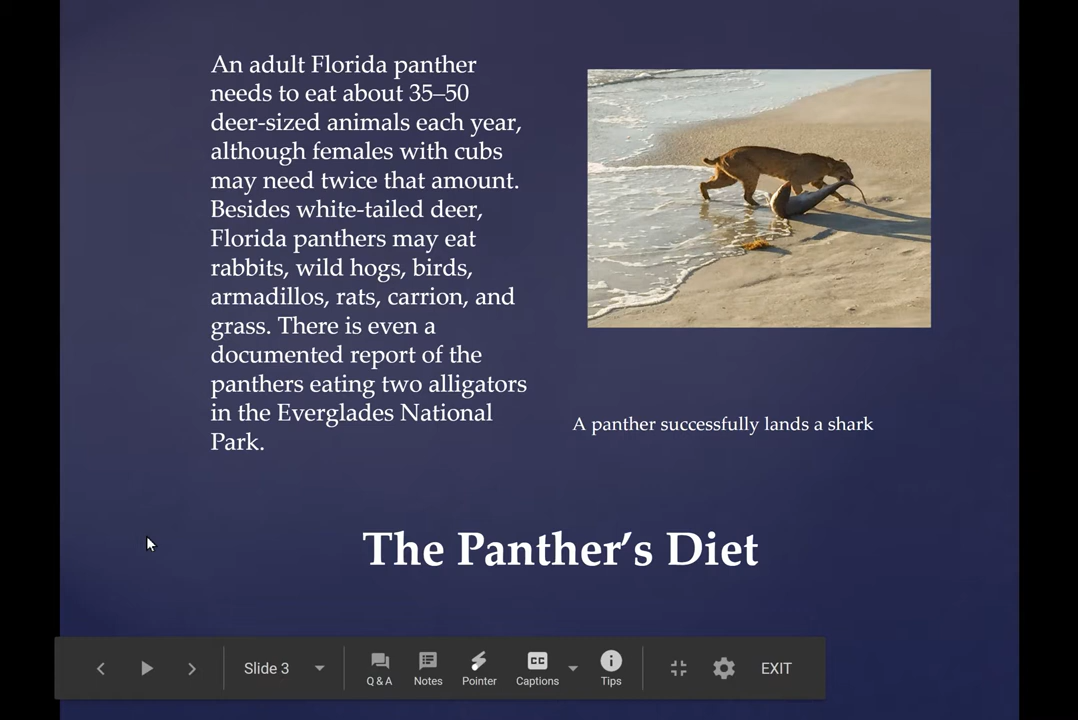 An adult Florida panther
needs to eat about 35–50
deer-sized animals each year,
although females with cubs
may need twice that amount.
Besides white-tailed deer,
Florida panthers may eat
rabbits, wild hogs, birds,
armadillos, rats, carrion, and
grass. There is even a
documented report of the
panthers eating two alligators
in the Everglades National
Park.
A panther successfully lands a shark
The Panther’s Diet
Slide 3
Q & A
Notes
Pointer
CC
Captions
Tips
EXIT